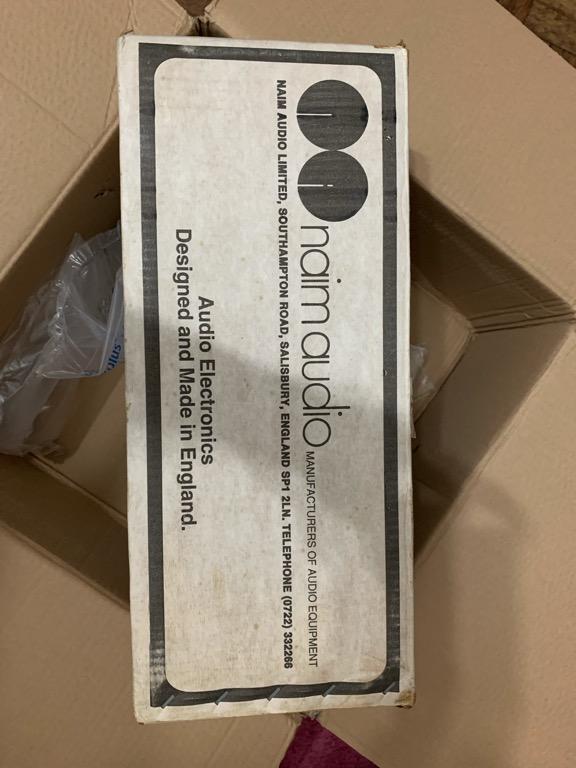 naim audio MANUFACTURERS OF AUDIO EQUIPMENT
NAIM AUDIO LIMITED, SOUTHAMPTON ROAD, SALISBURY, ENGLAND SP1 2LN. TELEPHONE (0722) 332266
Audio Electronics
Designed and Made in England.